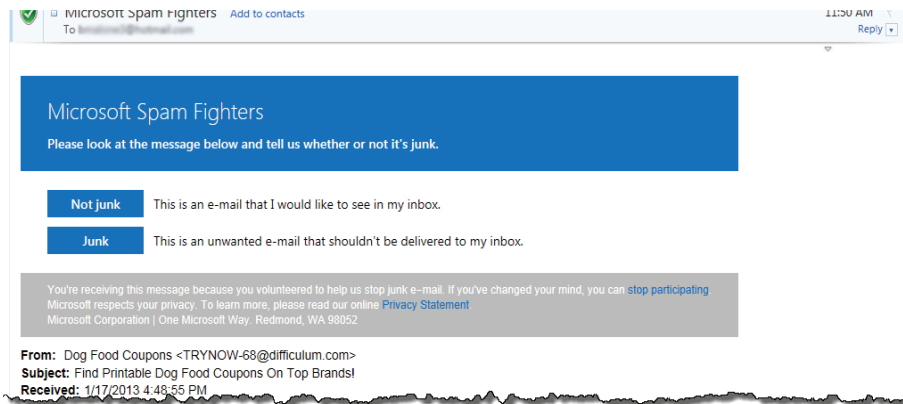 Microsoft Spam Fighters Add to contacts 11:50 AM
To @hotmail.com Reply
Microsoft Spam Fighters
Please look at the message below and tell us whether or not it's junk.
Not junk This is an e-mail that I would like to see in my inbox.
Junk This is an unwanted e-mail that shouldn't be delivered to my inbox.
You're receiving this message because you volunteered to help us stop junk e-mail. If you've changed your mind, you can stop participating.
Microsoft respects your privacy. To learn more, please read our online Privacy Statement
Microsoft Corporation | One Microsoft Way. Redmond, WA 98052
From: Dog Food Coupons <TRYNOW-68@difficulum.com>
Subject: Find Printable Dog Food Coupons On Top Brands!
Received: 1/17/2013 4:48:55 PM